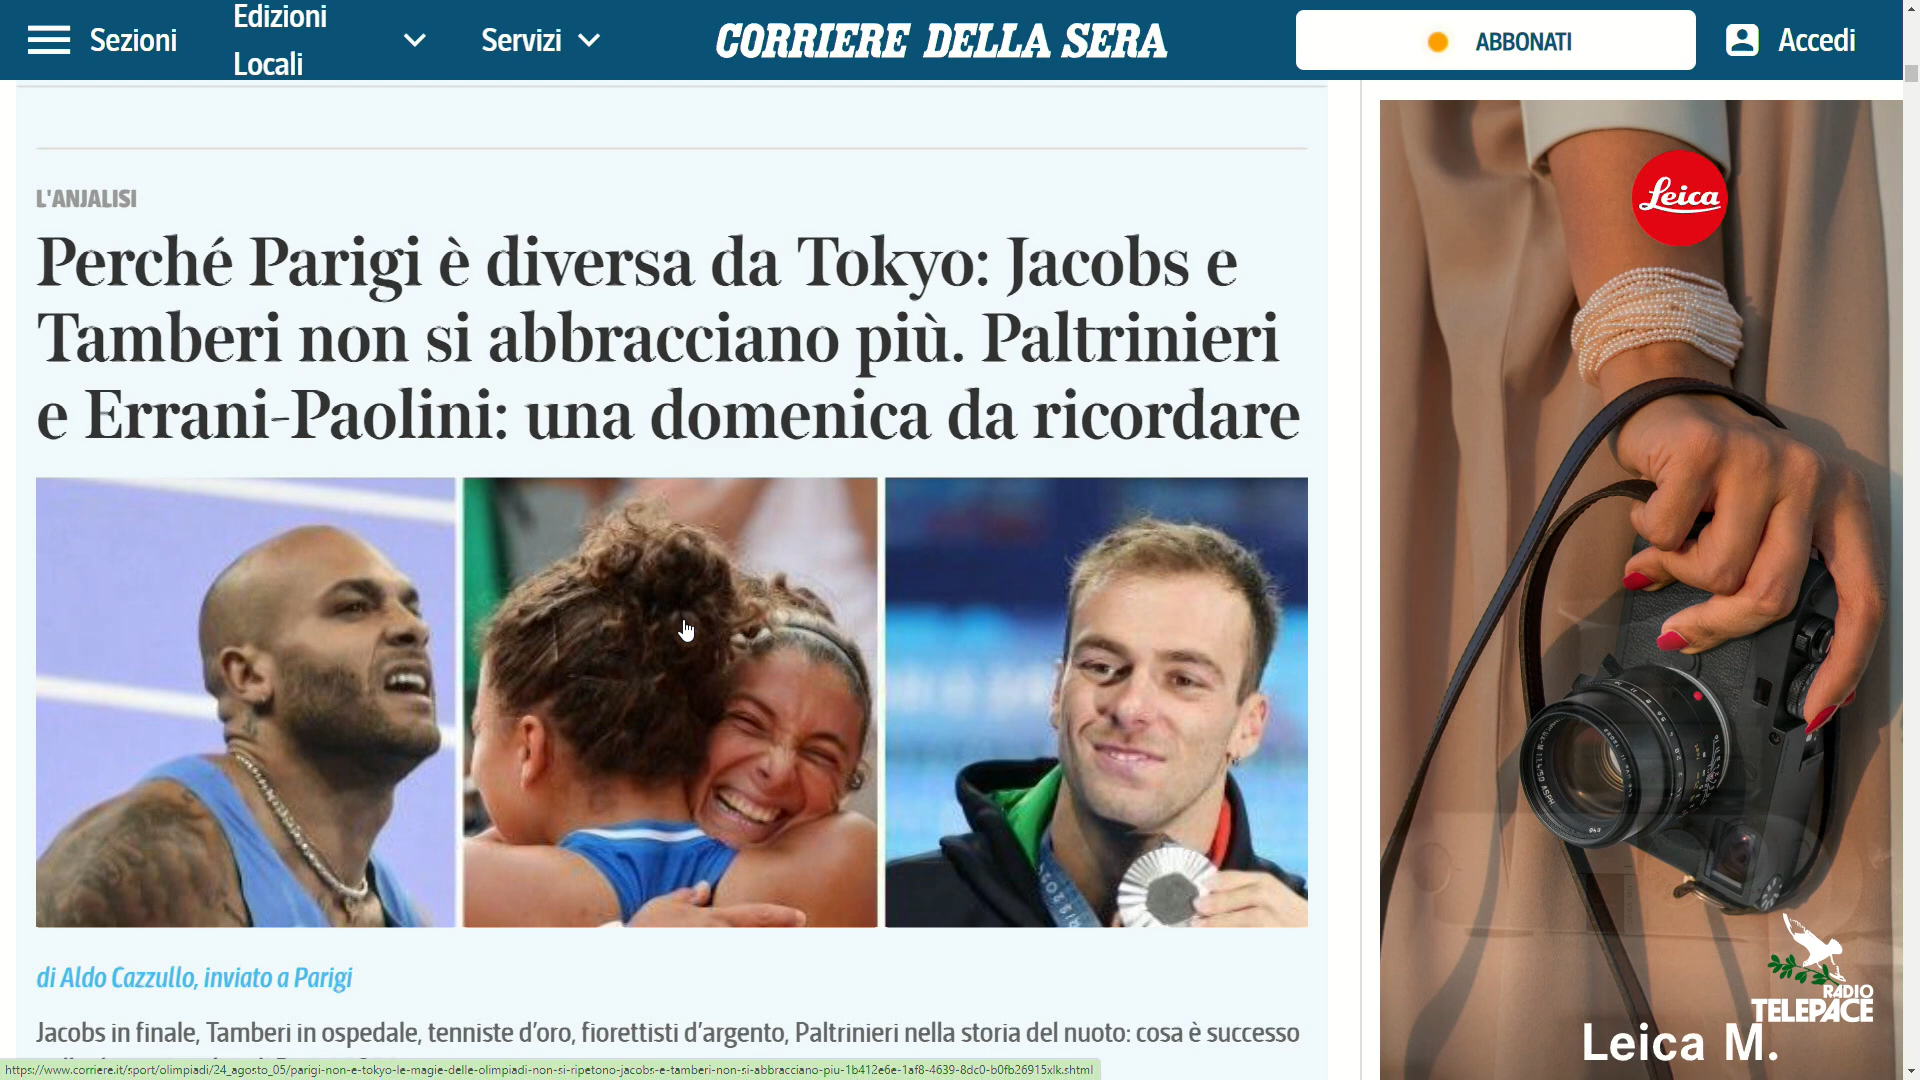 Sezioni
Edizioni
Locali
Servizi
CORRIERE DELLA SERA
ABBONATI
Accedi
L'ANJALISI
Perché Parigi è diversa da Tokyo: Jacobs e
Tamberi non si abbracciano più. Paltrinieri
e Errani-Paolini: una domenica da ricordare
di Aldo Cazzullo, inviato a Parigi
Jacobs in finale, Tamberi in ospedale, tenniste d'oro, fiorettisti d'argento, Paltrinieri nella storia del nuoto: cosa è successo
https://www.corriere.it/sport/olimpiadi/24_agosto_05/parigi-non-e-tokyo-le-magie-delle-olimpiadi-non-si-ripetono-jacobs-e-tamberi-non-si-abbracciano-piu-1b412e6e-1af8-4639-8dc0-b0fb26915xlk.shtml
Leica
RADIO
TELEPACE
Leica M.